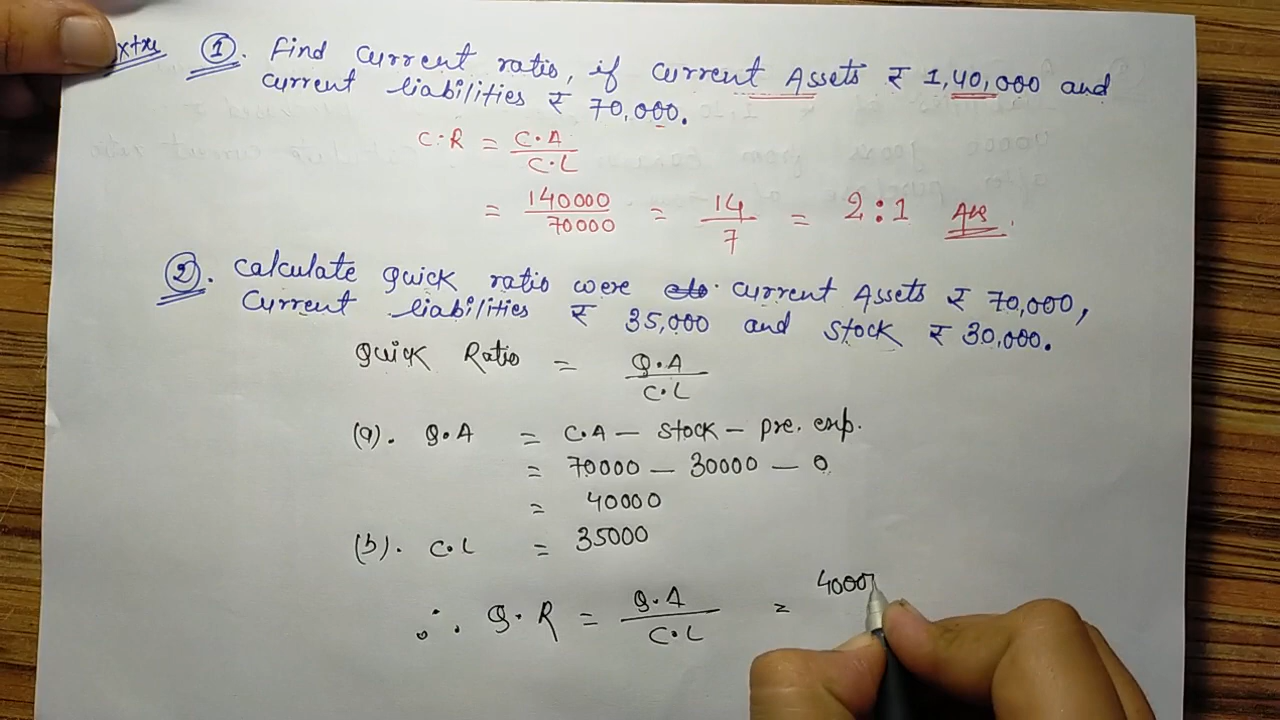 ①. Find current ratio, if current Assets ₹ 1,40,000 and
current liabilities ₹ 70,000.
C.R = C.A / C.L
= 140000 / 70000 = 14 / 7 = 2:1 Ans.
②. Calculate quick ratio were current Assets ₹ 70,000,
Current liabilities ₹ 35,000 and stock ₹ 30,000.
Quick Ratio = Q.A / C.L
(a). Q.A = C.A – stock – pre. exp.
= 70000 – 30000 – 0
= 40000
(b). C.L = 35000
∴ Q.R = Q.A / C.L = 4000